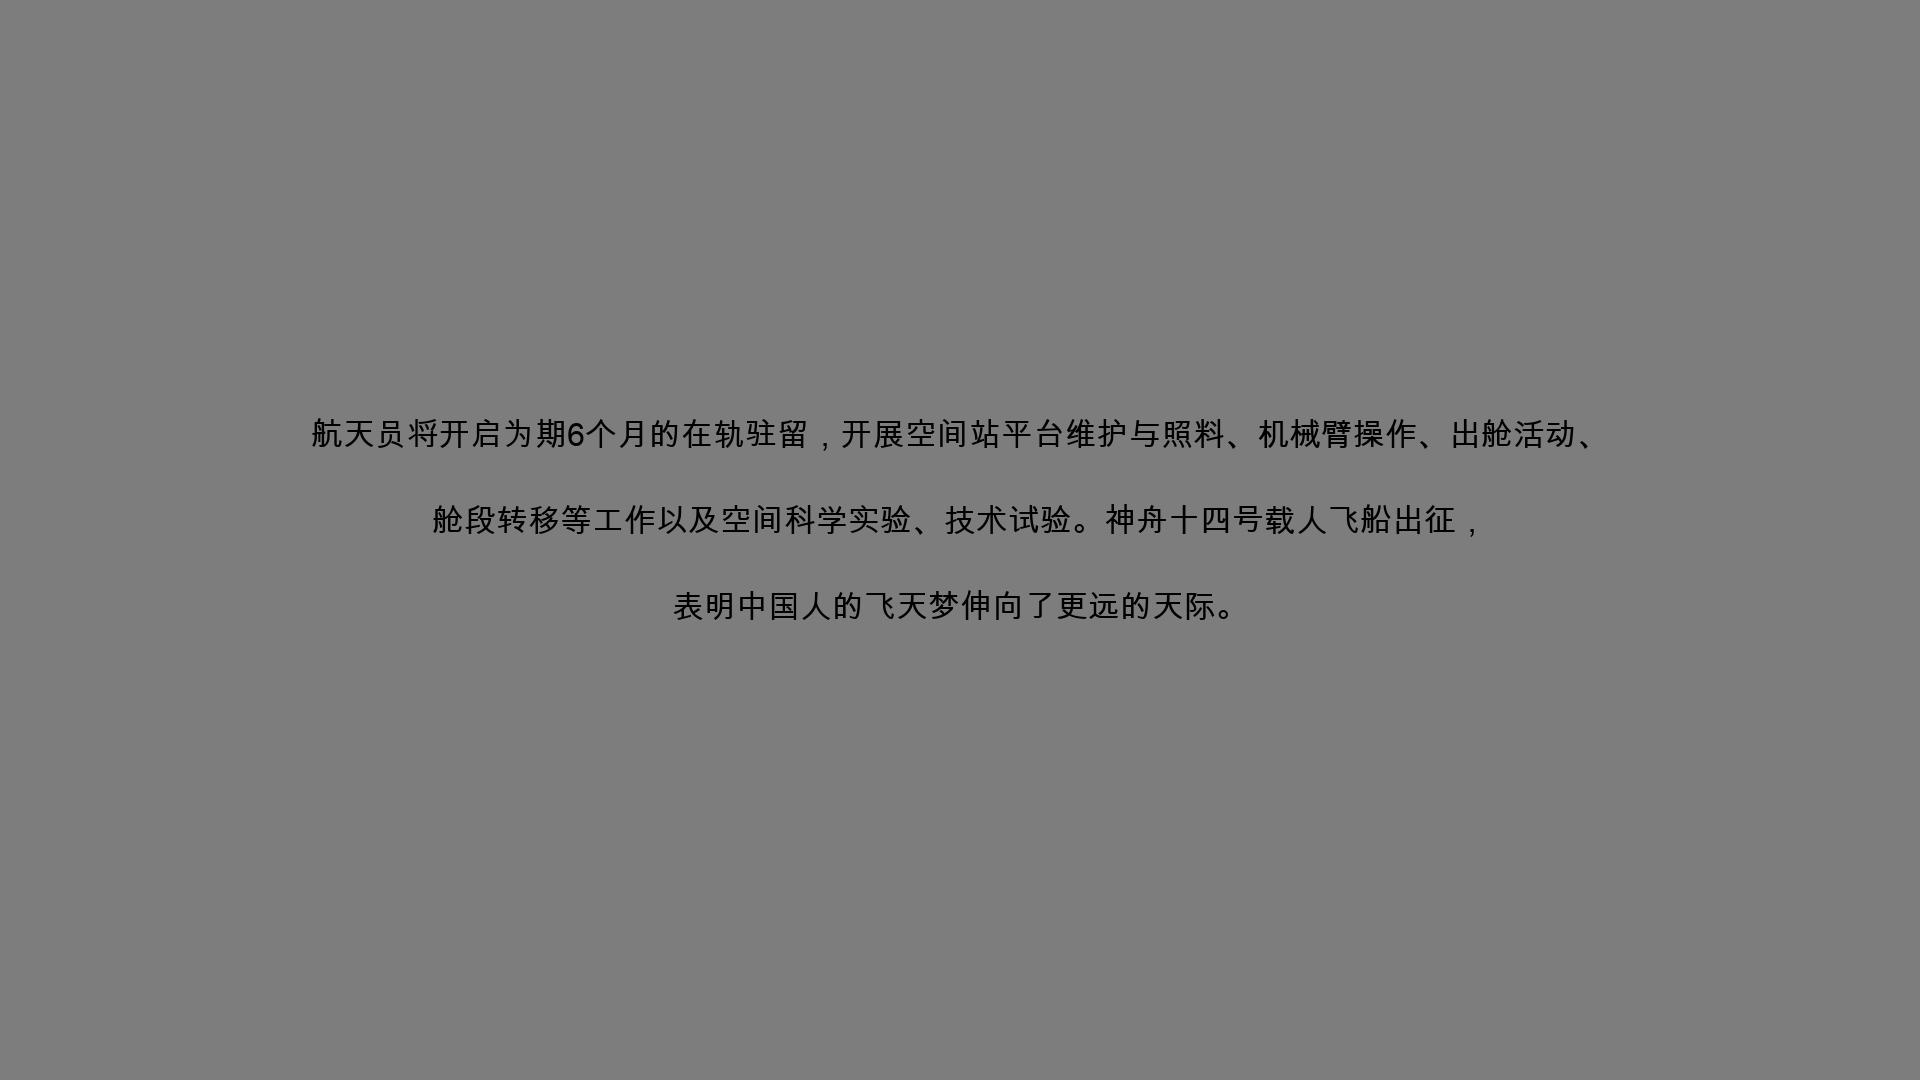 航天员将开启为期6个月的在轨驻留，开展空间站平台维护与照料、机械臂操作、出舱活动、
舱段转移等工作以及空间科学实验、技术试验。神舟十四号载人飞船出征，
表明中国人的飞天梦伸向了更远的天际。